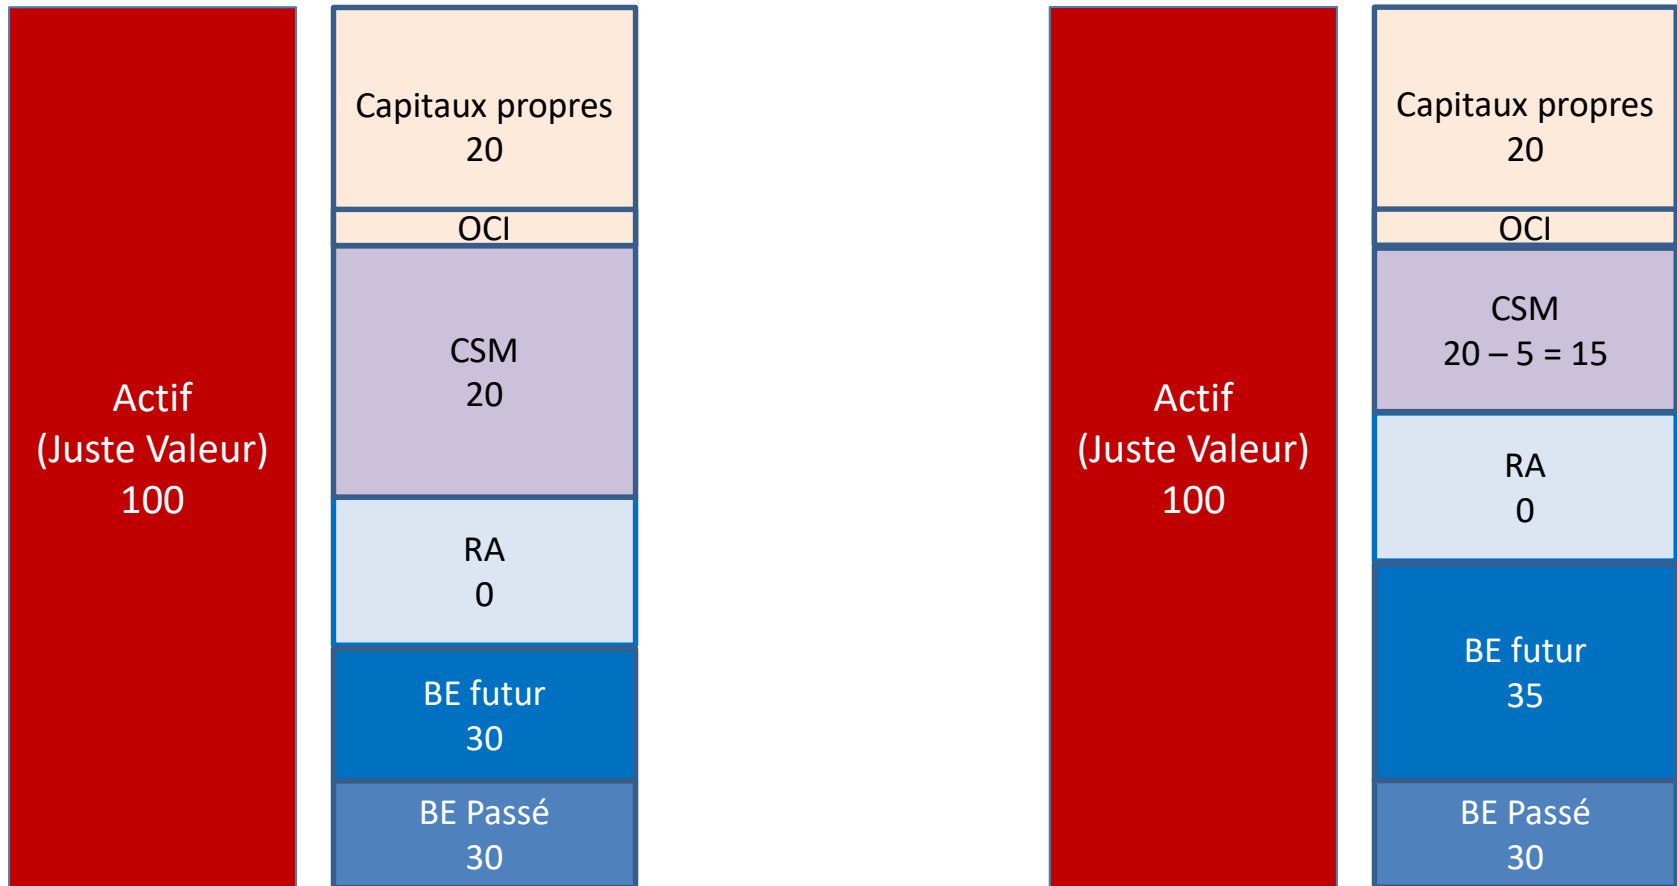 Actif
(Juste Valeur)
100
Capitaux propres
20
OCI
CSM
20
RA
0
BE futur
30
BE Passé
30
Actif
(Juste Valeur)
100
Capitaux propres
20
OCI
CSM
20 – 5 = 15
RA
0
BE futur
35
BE Passé
30